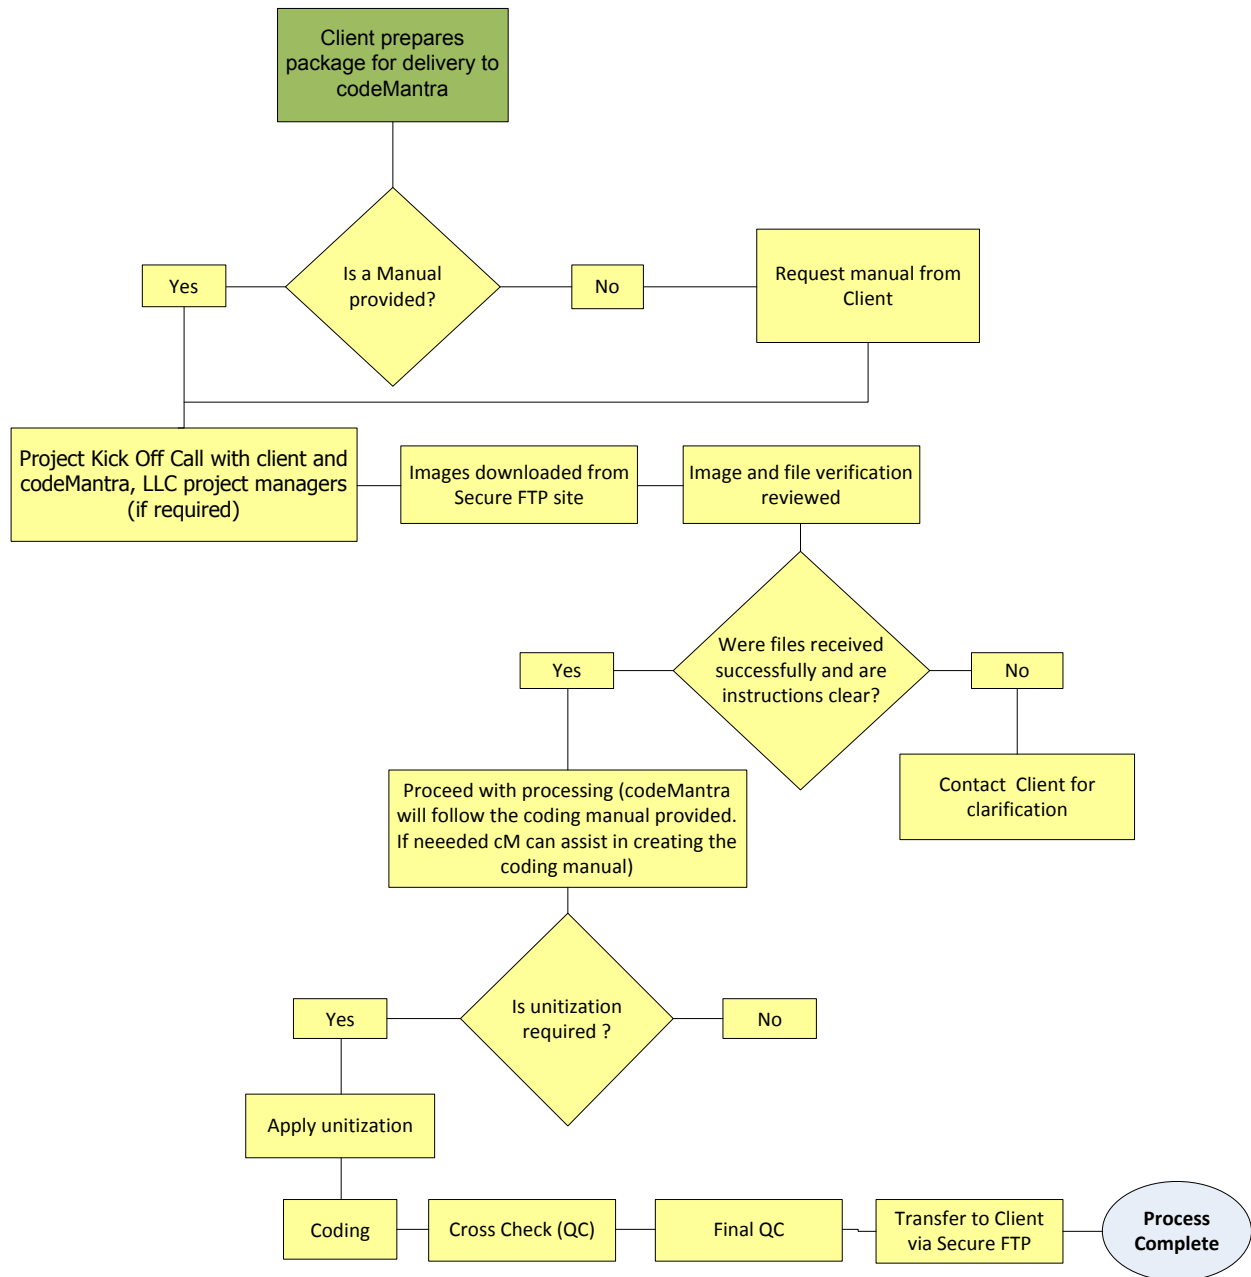 Client prepares
package for delivery to
codeMantra
Is a Manual
provided?
Yes
No
Request manual from
Client
Project Kick Off Call with client and
codeMantra, LLC project managers
(if required)
Images downloaded from
Secure FTP site
Image and file verification
reviewed
Were files received
successfully and are
instructions clear?
Yes
No
Contact Client for
clarification
Proceed with processing (codeMantra
will follow the coding manual provided.
If neeeded cM can assist in creating the
coding manual)
Is unitization
required ?
Yes
No
Apply unitization
Coding
Cross Check (QC)
Final QC
Transfer to Client
via Secure FTP
Process
Complete